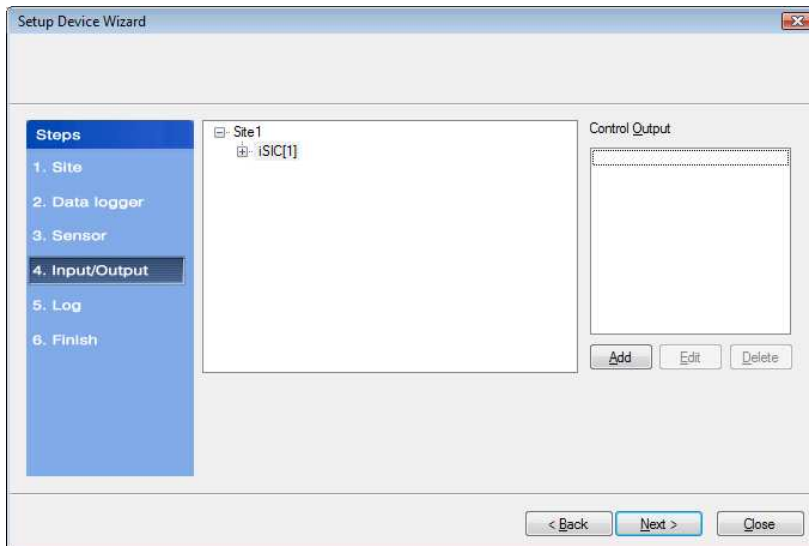 Setup Device Wizard
Steps
1. Site
2. Data logger
3. Sensor
4. Input/Output
5. Log
6. Finish
Site1
iSIC[1]
Control Output
Add
Edit
Delete
< Back
Next >
Close